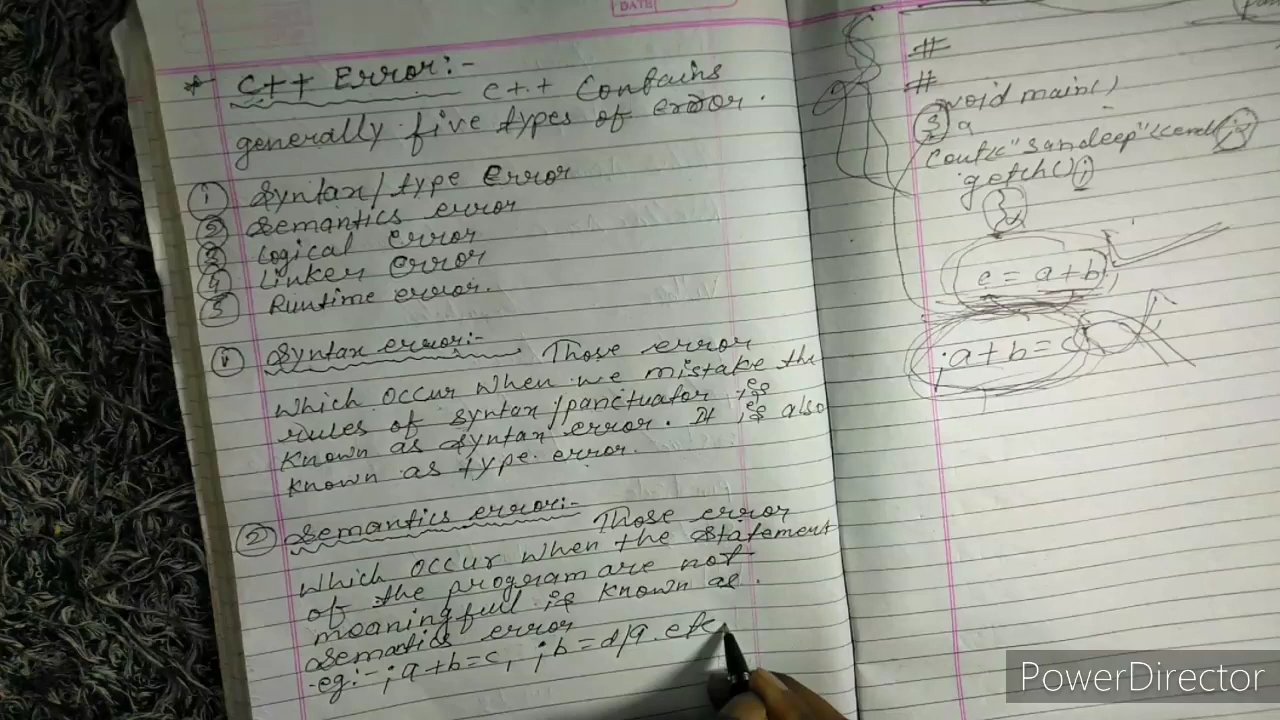 DATE
* C++ Error:-
C++ Contains
generally five types of error.
① Syntax/type error
② Semantics error
③ Logical error
④ Linker error
⑤ Runtime error.
① Syntax error:- Those error
which occur when we mistake the
rules of syntax/panctuator is
known as syntax error. It is also
known as type error.
② Semantics error:- Those error
which occur when the statement
of the program are not
meaningfull is known as.
semantics error
eg:- ; a+b=c, ; b=d/9. etc
#
#
void main()
Cout<<"Sandeep"<<endl;
getch();
}
c = a+b
;a+b=c
PowerDirector